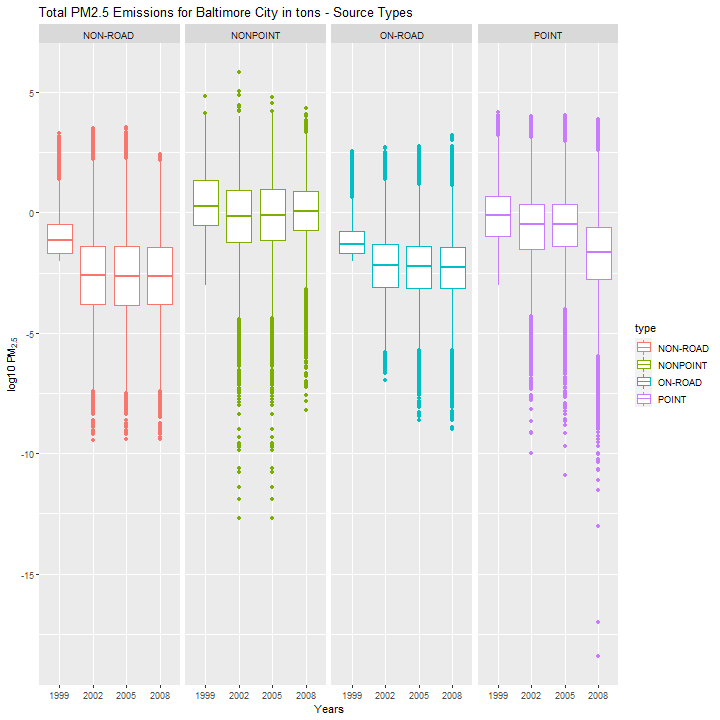 Total PM2.5 Emissions for Baltimore City in tons - Source Types
NON-ROAD NONPOINT ON-ROAD POINT
5
0
-5
-10
-15
log10 PM2.5
1999 2002 2005 2008 1999 2002 2005 2008 1999 2002 2005 2008 1999 2002 2005 2008
Years
type
NON-ROAD
NONPOINT
ON-ROAD
POINT